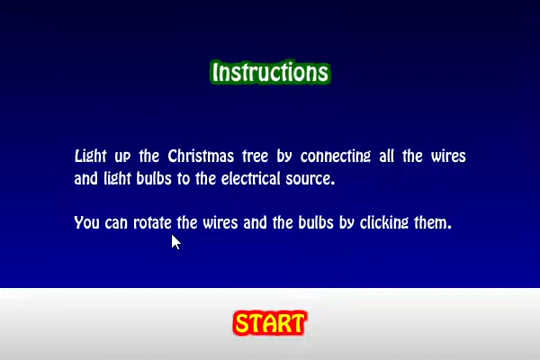 Instructions
Light up the Christmas tree by connecting all the wires
and light bulbs to the electrical source.
You can rotate the wires and the bulbs by clicking them.
START